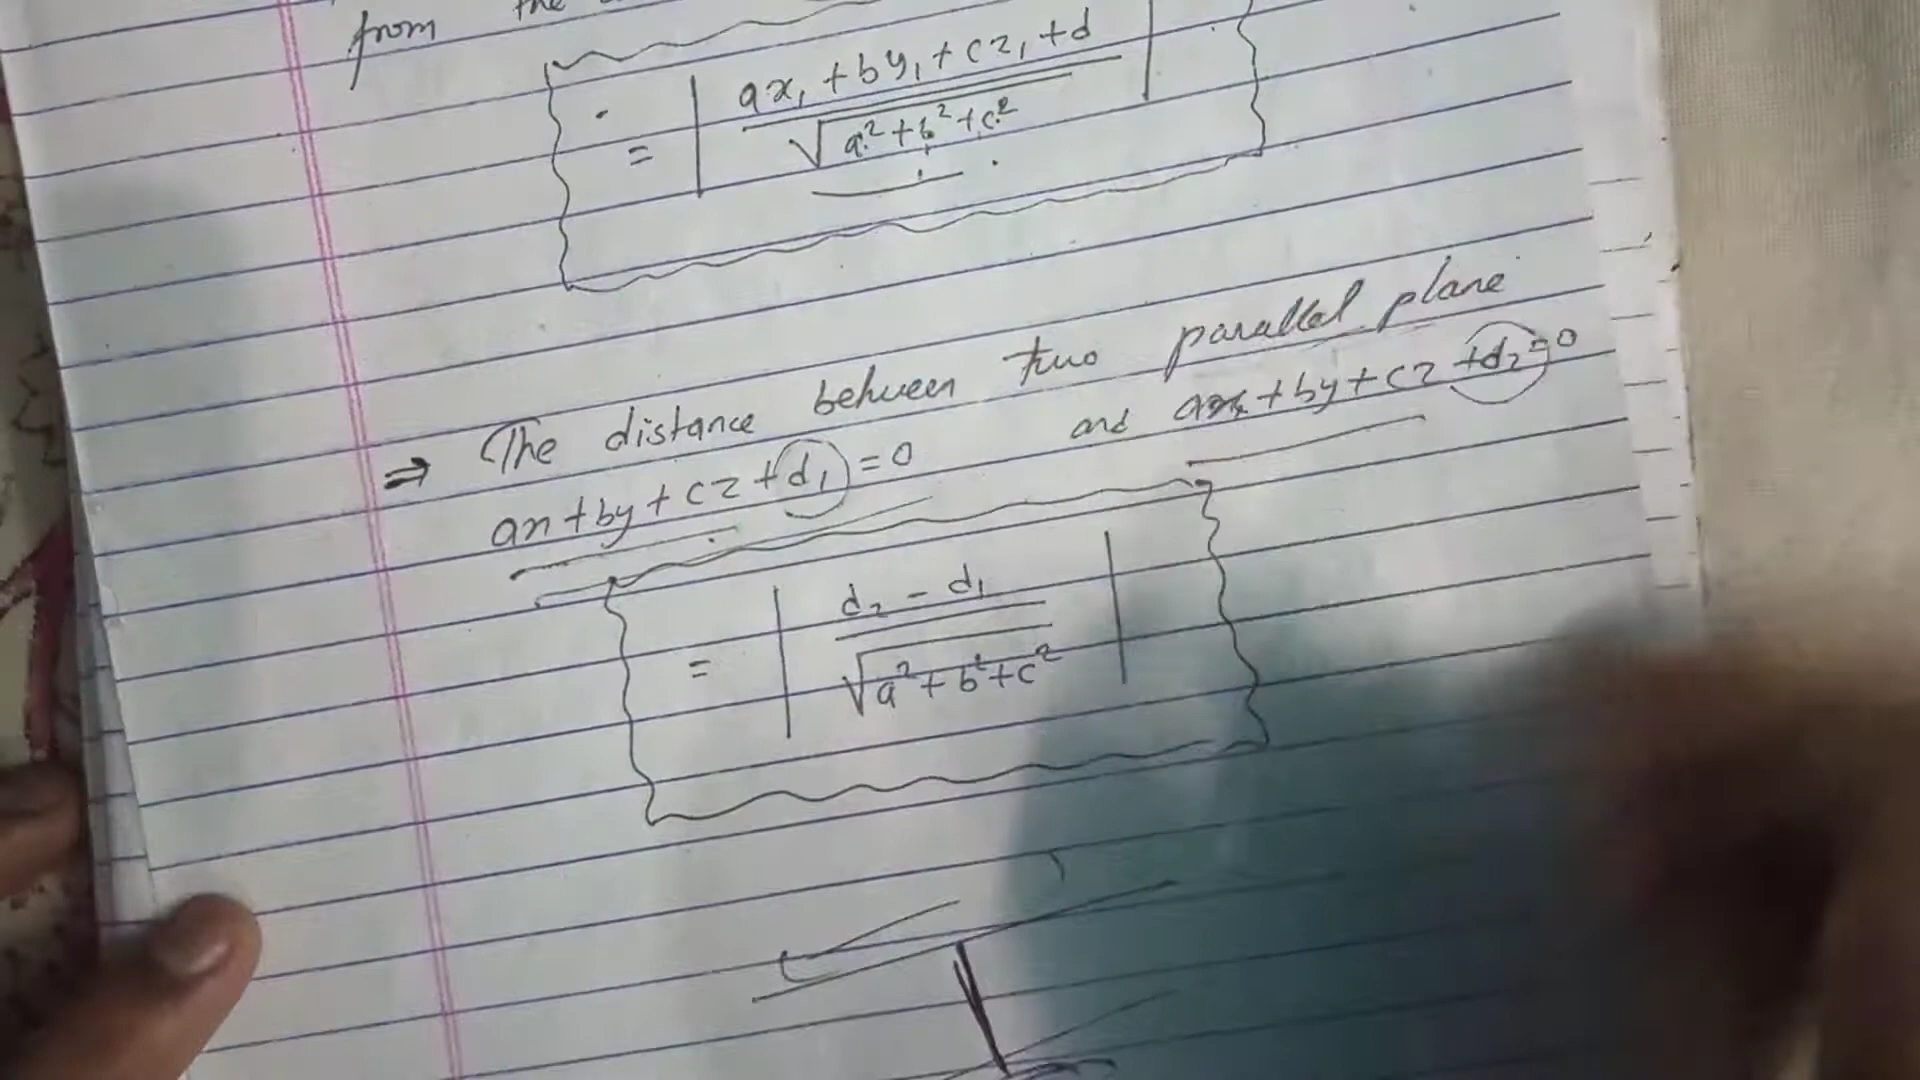 from the
= | ax₁ + by₁ + cz₁ + d / √a² + b² + c² |
⇒ The distance between two parallel plane
ax + by + cz + d₁ = 0 and ax + by + cz + d₂ = 0
= | d₂ - d₁ / √a² + b² + c² |